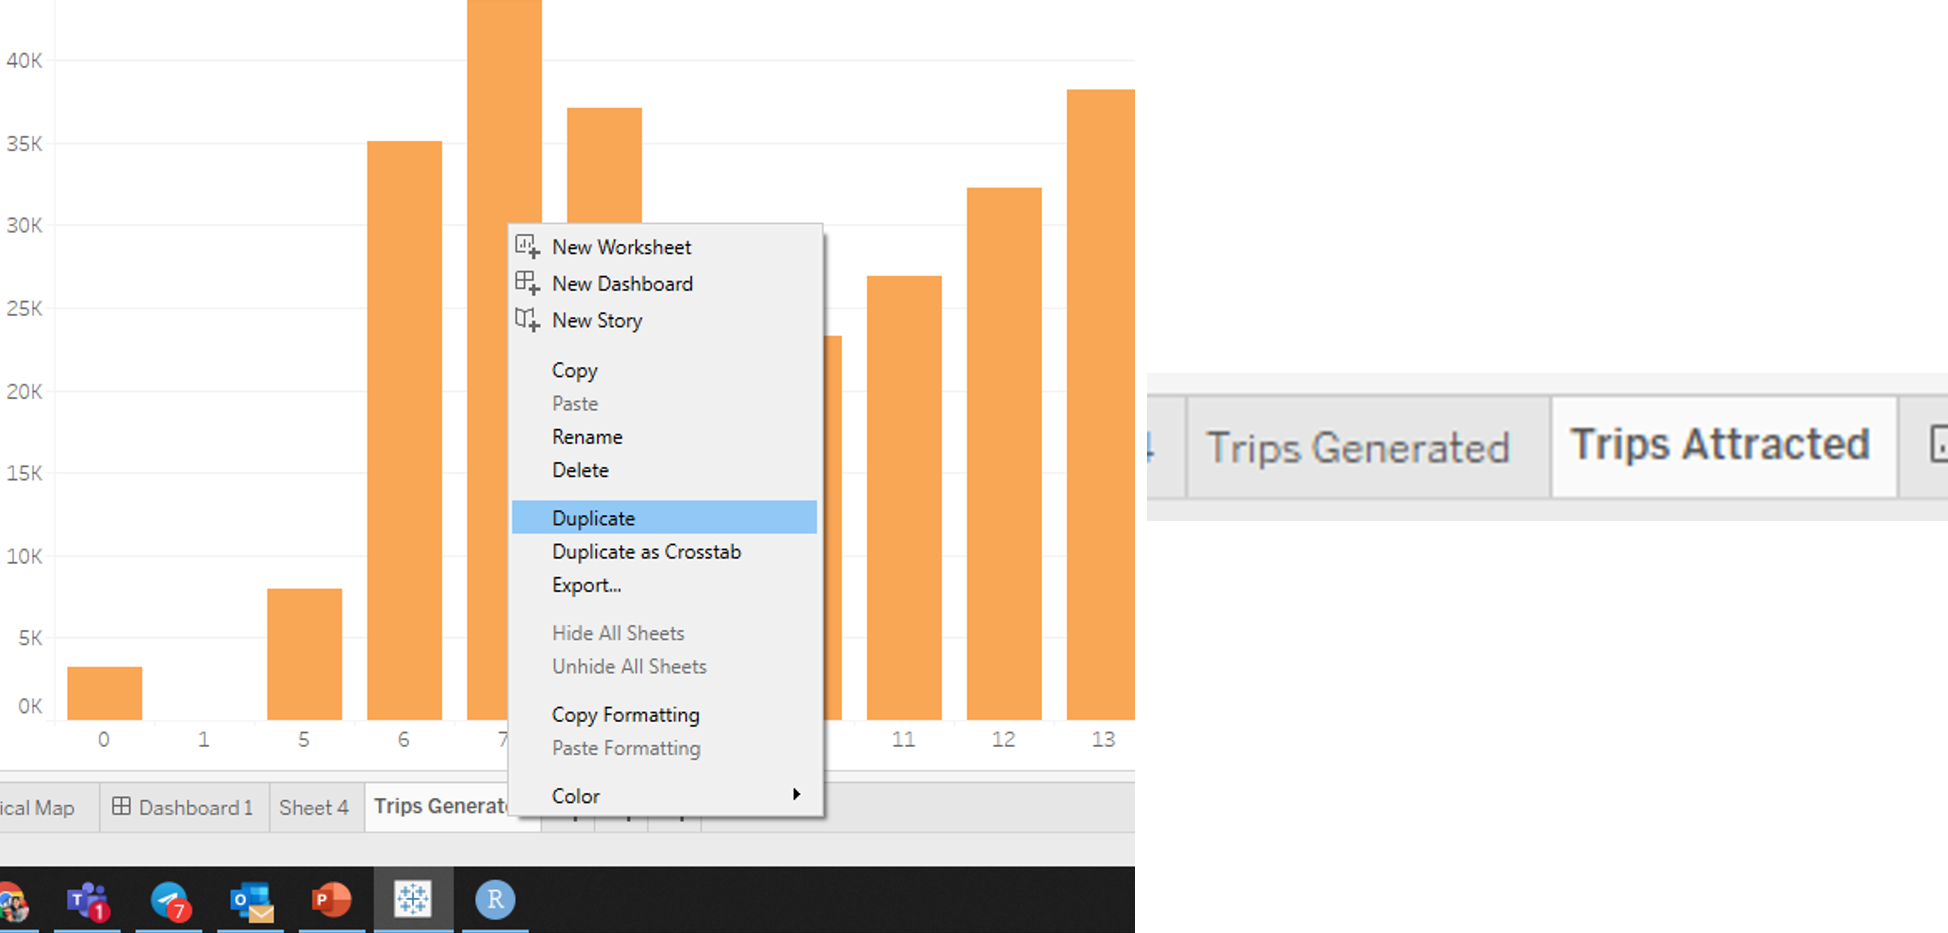 40K
35K
30K
25K
20K
15K
10K
5K
0K
0 1 5 6 7 11 12 13
New Worksheet
New Dashboard
New Story
Copy
Paste
Rename
Delete
Duplicate
Duplicate as Crosstab
Export...
Hide All Sheets
Unhide All Sheets
Copy Formatting
Paste Formatting
Color
ical Map Dashboard 1 Sheet 4 Trips Generat
T 1 7 O P R
4 Trips Generated Trips Attracted